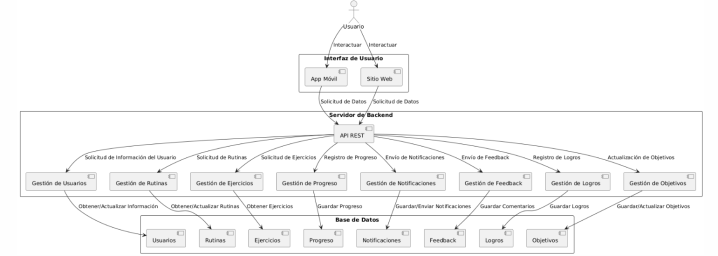 Usuario
Interactuar
Interactuar
Interfaz de Usuario
App Móvil
Sitio Web
Solicitud de Datos
Solicitud de Datos
Servidor de Backend
API REST
Solicitud de Información del Usuario
Solicitud de Rutinas
Solicitud de Ejercicios
Registro de Progreso
Envío de Notificaciones
Envío de Feedback
Registro de Logros
Actualización de Objetivos
Gestión de Usuarios
Gestión de Rutinas
Gestión de Ejercicios
Gestión de Progreso
Gestión de Notificaciones
Gestión de Feedback
Gestión de Logros
Gestión de Objetivos
Obtener/Actualizar Información
Obtener/Actualizar Rutinas
Obtener Ejercicios
Guardar Progreso
Guardar/Enviar Notificaciones
Guardar Comentarios
Guardar Logros
Guardar/Actualizar Objetivos
Base de Datos
Usuarios
Rutinas
Ejercicios
Progreso
Notificaciones
Feedback
Logros
Objetivos